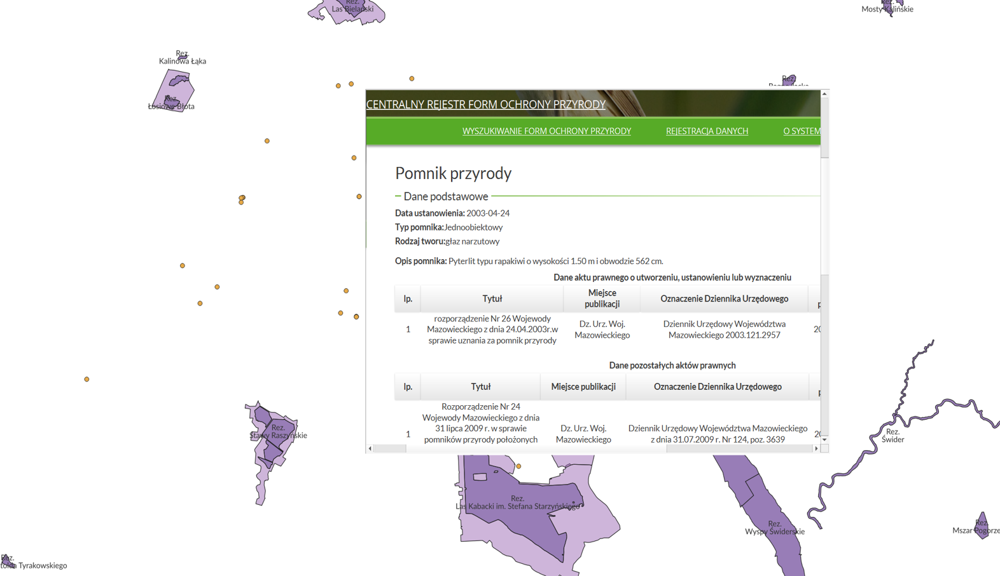 Rez.
Las Bielański
Rez.
Mosty Kalińskie
Rez.
Kalinowa Łąka
Rez.
Łosiowe Błota
Rez.
CENTRALNY REJESTR FORM OCHRONY PRZYRODY
WYSZUKIWANIE FORM OCHRONY PRZYRODY REJESTRACJA DANYCH O SYSTEM
Pomnik przyrody
Dane podstawowe
Data ustanowienia: 2003-04-24
Typ pomnika:Jednoobiektowy
Rodzaj tworu:głaz narzutowy
Opis pomnika: Pyterlit typu rapakiwi o wysokości 1.50 m i obwodzie 562 cm.
Dane aktu prawnego o utworzeniu, ustanowieniu lub wyznaczeniu
lp. Tytuł Miejsce publikacji Oznaczenie Dziennika Urzędowego p
rozporządzenie Nr 26 Wojewody
1 Mazowieckiego z dnia 24.04.2003r.w
sprawie uznania za pomnik przyrody
Dz. Urz. Woj.
Mazowieckiego
Dziennik Urzędowy Województwa
Mazowieckiego 2003.121.2957
20
Dane pozostałych aktów prawnych
lp. Tytuł Miejsce publikacji Oznaczenie Dziennika Urzędowego p
Rozporządzenie Nr 24
Wojewody Mazowieckiego z dnia
1 31 lipca 2009 r. w sprawie
pomników przyrody położonych
Dz. Urz. Woj.
Mazowieckiego
Dziennik Urzędowy Województwa Mazowieckiego
z dnia 31.07.2009 r. Nr 124, poz. 3639
20
Rez.
Stawy Raszyńskie
Rez.
Świder
Rez.
Las Kabacki im. Stefana Starzyńskiego
Rez.
Wyspy Świderskie
Rez.
Mszar Pogorze
Rez.
tolda Tyrakowskiego